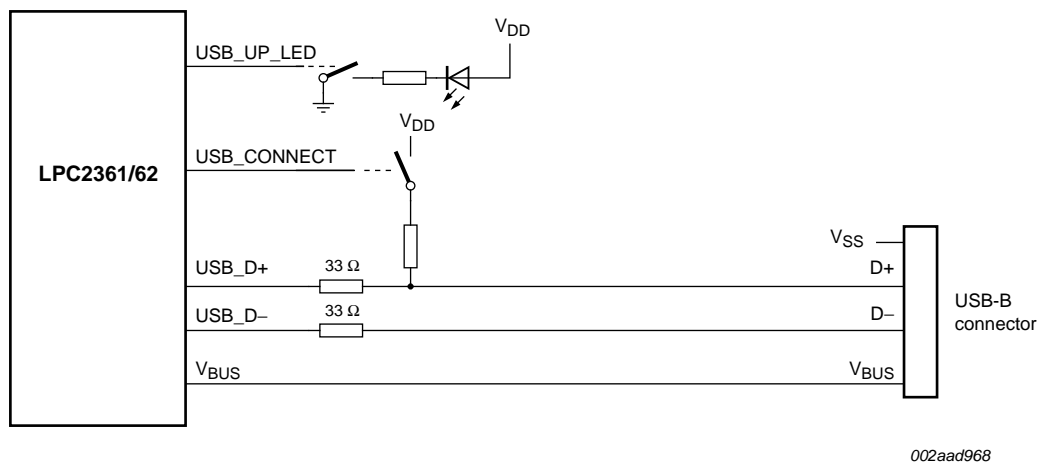 V_DD
USB_UP_LED
V_DD
USB_CONNECT
LPC2361/62
V_SS
USB_D+ 33 Ω D+
USB_D− 33 Ω D−
USB-B
connector
V_BUS V_BUS
002aad968